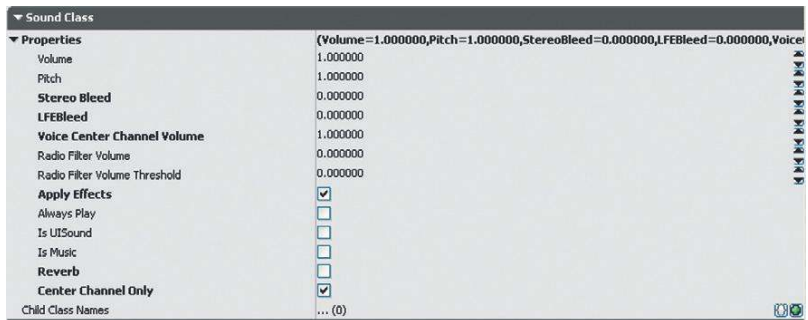 Sound Class
Properties (Volume=1.000000,Pitch=1.000000,StereoBleed=0.000000,LFEBleed=0.000000,Voice
Volume 1.000000
Pitch 1.000000
Stereo Bleed 0.000000
LFEBleed 0.000000
Voice Center Channel Volume 1.000000
Radio Filter Volume 0.000000
Radio Filter Volume Threshold 0.000000
Apply Effects
Always Play
Is UISound
Is Music
Reverb
Center Channel Only
Child Class Names ... (0)